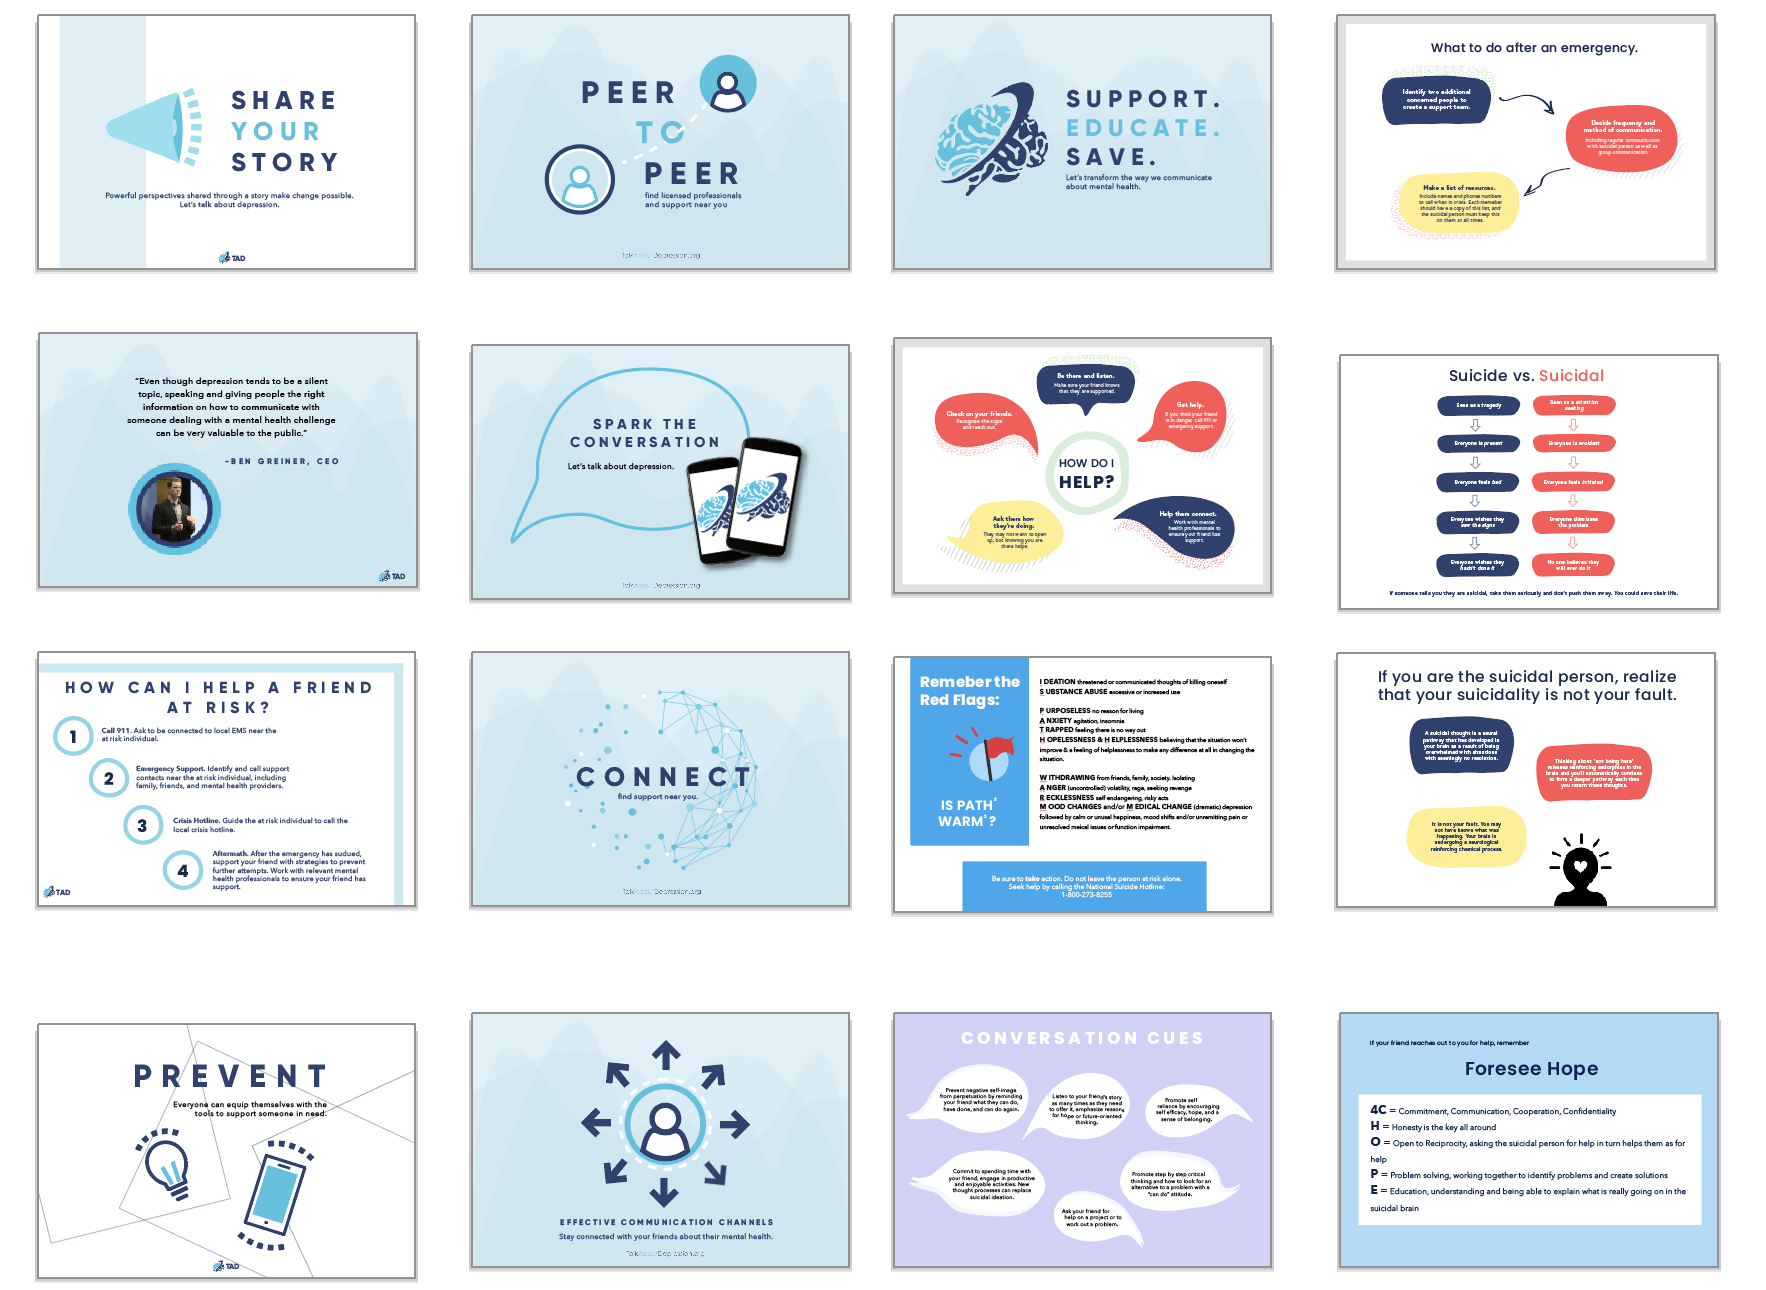 SHARE
YOUR
STORY
Powerful perspectives shared through a story make change possible.
Let's talk about depression.
TAD
PEER
TO
PEER
find licensed professionals
and support near you
TalkAboutDepression.org
SUPPORT.
EDUCATE.
SAVE.
Let's transform the way we communicate
about mental health.
What to do after an emergency.
Identify two additional
concerned people to
create a support team.
Decide frequency and
method of communication.
Including regular communication
with suicidal person as well as
group communication
Make a list of resources.
Include names and phones numbers
to call when in crisis. Each memeber
should have a copy of this list, and
the suicidal person must keep this
on them at all times.
“Even though depression tends to be a silent
topic, speaking and giving people the right
information on how to communicate with
someone dealing with a mental health challenge
can be very valuable to the public.”
-BEN GREINER, CEO
TAD
SPARK THE
CONVERSATION
Let's talk about depression.
TalkAboutDepression.org
Be there and listen.
Make sure your friend knows
that they are supported.
Check on your friends.
Recognize the signs
and reach out.
Get help.
If you think your friend
is in danger, call 911 or
emergency support.
HOW DO I
HELP?
Ask them how
they're doing.
They may not want to open
up, but knowing you are
there helps.
Help them connect.
Work with mental
health professionals to
ensure your friend has
support.
Suicide vs. Suicidal
Seen as a tragedy
Seen as a attention
seeking
Everyone is present
Everyone is avoidant
Everyone feels bad
Everyone feels irritated
Everyone wishes they
saw the signs
Everyone dismisses
the problem
Everyone wishes they
hadn't done it
No one believes they
will ever do it
If someone tells you they are suicidal, take them seriously and don't push them away. You could save their life.
HOW CAN I HELP A FRIEND
AT RISK?
1
Call 911. Ask to be connected to local EMS near the
at risk individual.
2
Emergency Support. Identify and call support
contacts near the at risk individual, including
family, friends, and mental health providers.
3
Crisis Hotline. Guide the at risk individual to call the
local crisis hotline.
4
Aftermath. After the emergency has sudued,
support your friend with strategies to prevent
further attempts. Work with relevant mental
health professionals to ensure your friend has
support.
TAD
CONNECT
find support near you.
TalkAboutDepression.org
Remeber the
Red Flags:
IS PATH³
WARM³?
I DEATION threatened or communicated thoughts of killing oneself
S UBSTANCE ABUSE excessive or increased use
P URPOSELESS no reason for living
A NXIETY agitation, insomnia
T RAPPED feeling there is no way out
H OPELESSNESS & H ELPLESSNESS believing that the situation won't
improve & a feeling of helplessness to make any difference at all in changing the
situation.
W ITHDRAWING from friends, family, society. Isolating
A NGER (uncontrolled) volatility, rage, seeking revenge
R ECKLESSNESS self endangering, risky acts
M OOD CHANGES and/or M EDICAL CHANGE (dramatic) depression
followed by calm or unusual happiness, mood shifts and/or unremitting pain or
unresolved meical issues or function impairment.
Be sure to take action. Do not leave the person at risk alone.
Seek help by calling the National Suicide Hotline:
1-800-273-8255
If you are the suicidal person, realize
that your suicidality is not your fault.
A suicidal thought is a neural
pathway that has developed in
your brain as a result of being
overwhelmed with situations
with seemingly no resolution.
Thinking about 'not being here'
releases reinforcing endorphins in the
brain and you'll automatically continue
to form a deeper pathway each time
you return these thoughts.
It is not your fault. You may
not have known what was
happening. Your brain is
undergoing a neurological
reinforcing chemical process.
PREVENT
Everyone can equip themselves with the
tools to support someone in need.
TAD
EFFECTIVE COMMUNICATION CHANNELS
Stay connected with your friends about their mental health.
TalkAboutDepression.org
CONVERSATION CUES
Prevent negative self-image
from perpetuation by reminding
your friend what they can do,
have done, and can do again.
Listen to your friend's story
as many times as they need
to offer it, emphasize reasons
for hope or future-oriented
thinking.
Promote self
reliance by encouraging
self efficacy, hope, and a
sense of belonging.
Commit to spending time with
your friend, engage in productive
and enjoyable activities. New
thought processes can replace
suicidal ideation.
Promote step by step critical
thinking and how to look for an
alternative to a problem with a
"can do" attitude.
Ask your friend for
help on a project or to
work out a problem.
If your friend reaches out to you for help, remember
Foresee Hope
4C = Commitment, Communication, Cooperation, Confidentiality
H = Honesty is the key all around
O = Open to Reciprocity, asking the suicidal person for help in turn helps them as for
help
P = Problem solving, working together to identify problems and create solutions
E = Education, understanding and being able to explain what is really going on in the
suicidal brain